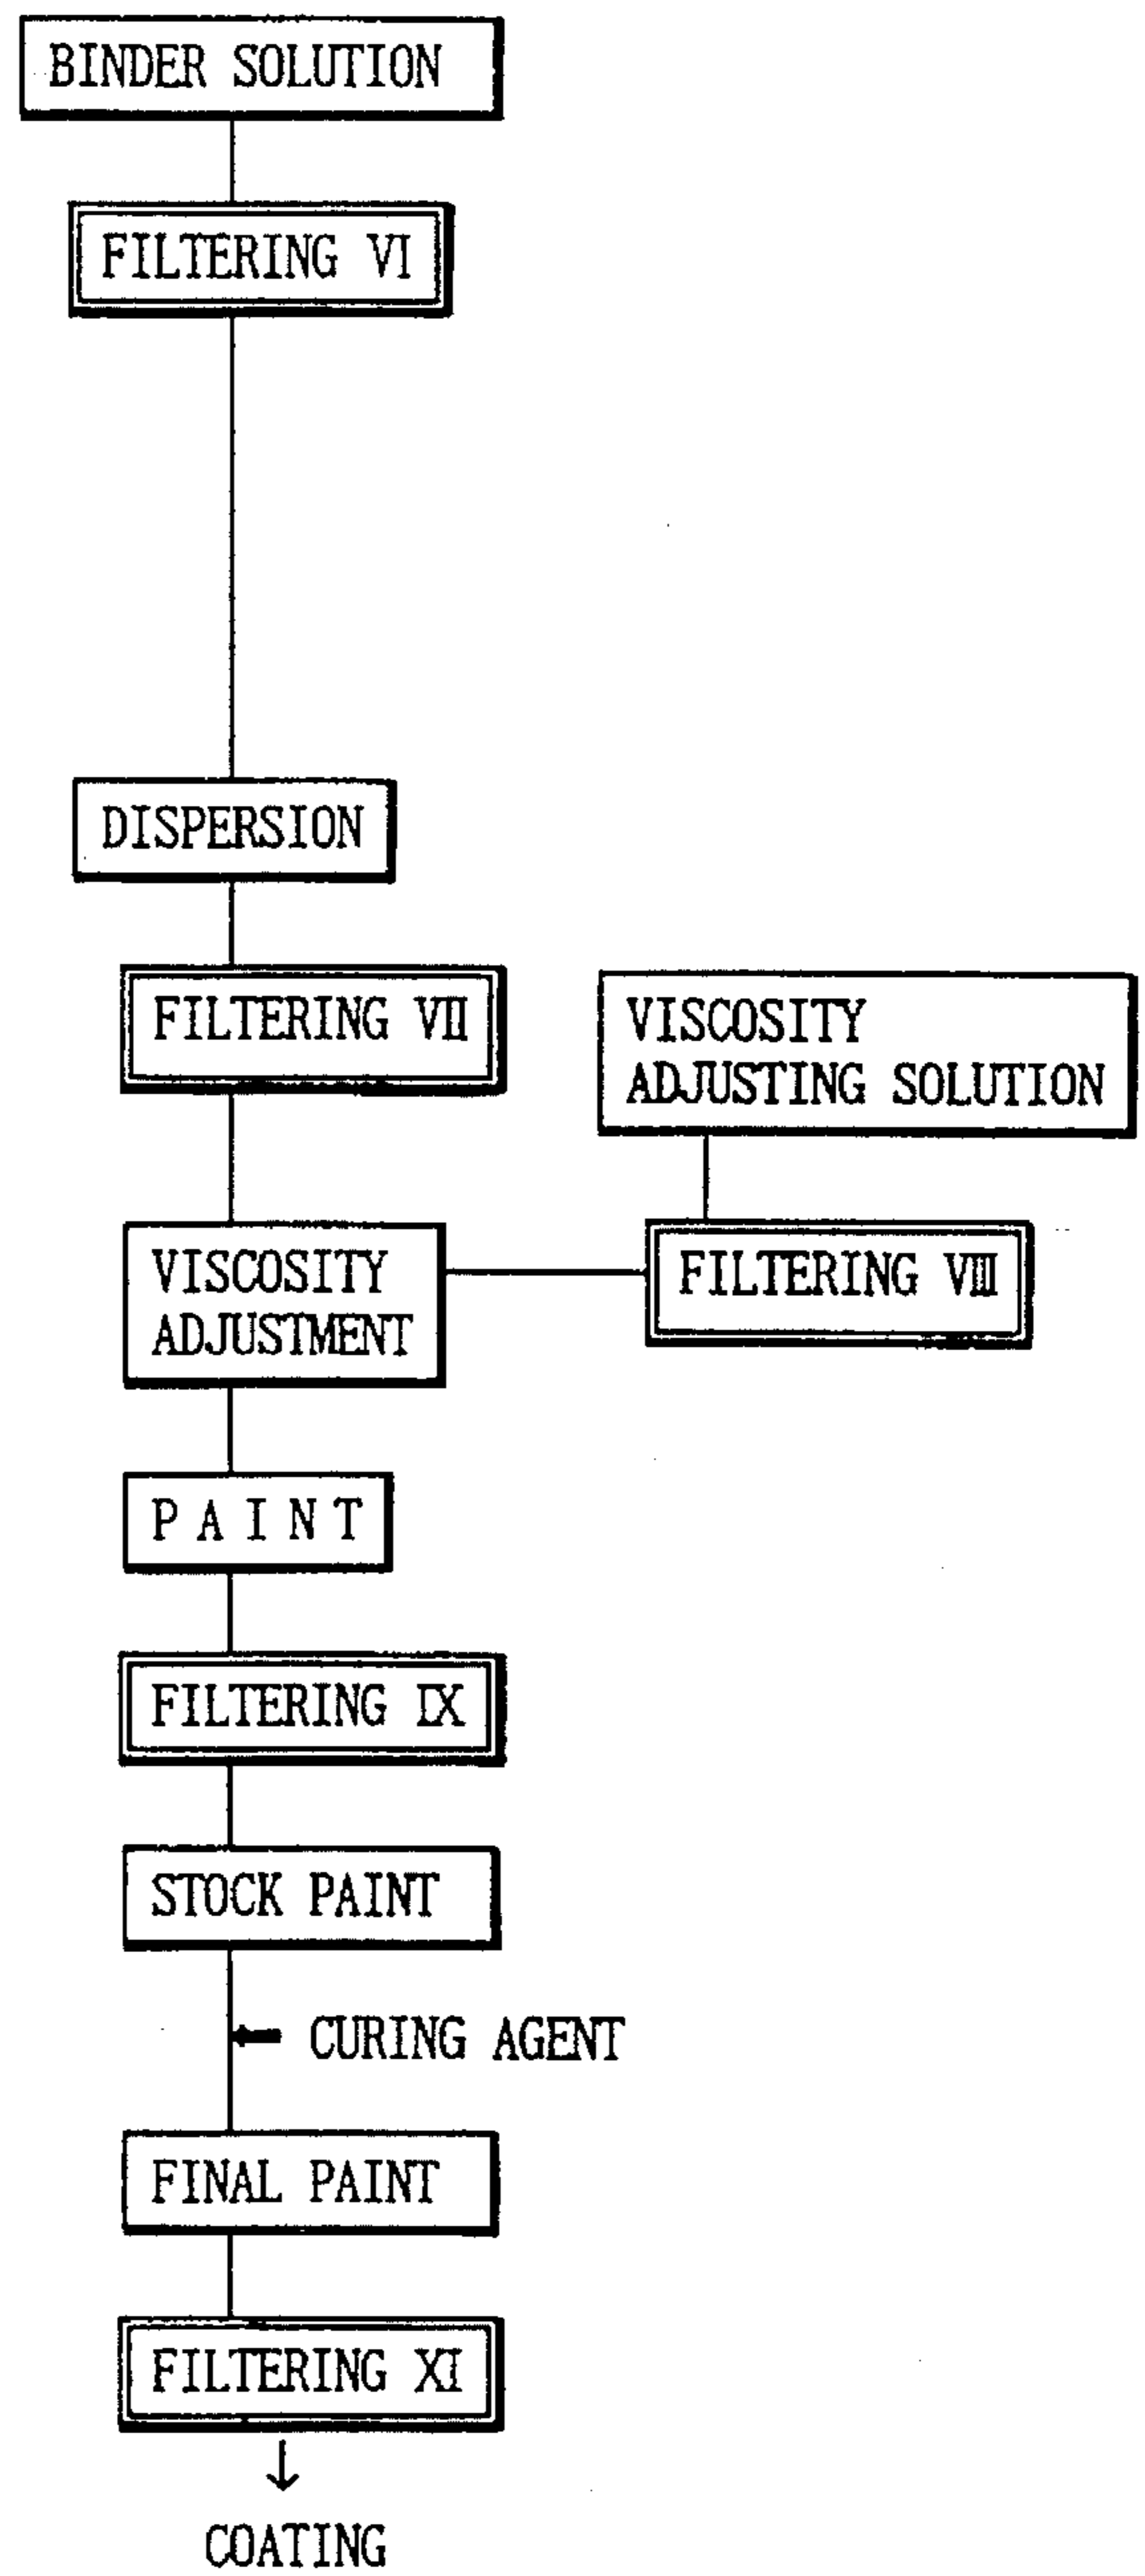 BINDER SOLUTION
FILTERING VI
DISPERSION
FILTERING VII
VISCOSITY
ADJUSTING SOLUTION
VISCOSITY
ADJUSTMENT
FILTERING VIII
PAINT
FILTERING IX
STOCK PAINT
CURING AGENT
FINAL PAINT
FILTERING XI
COATING